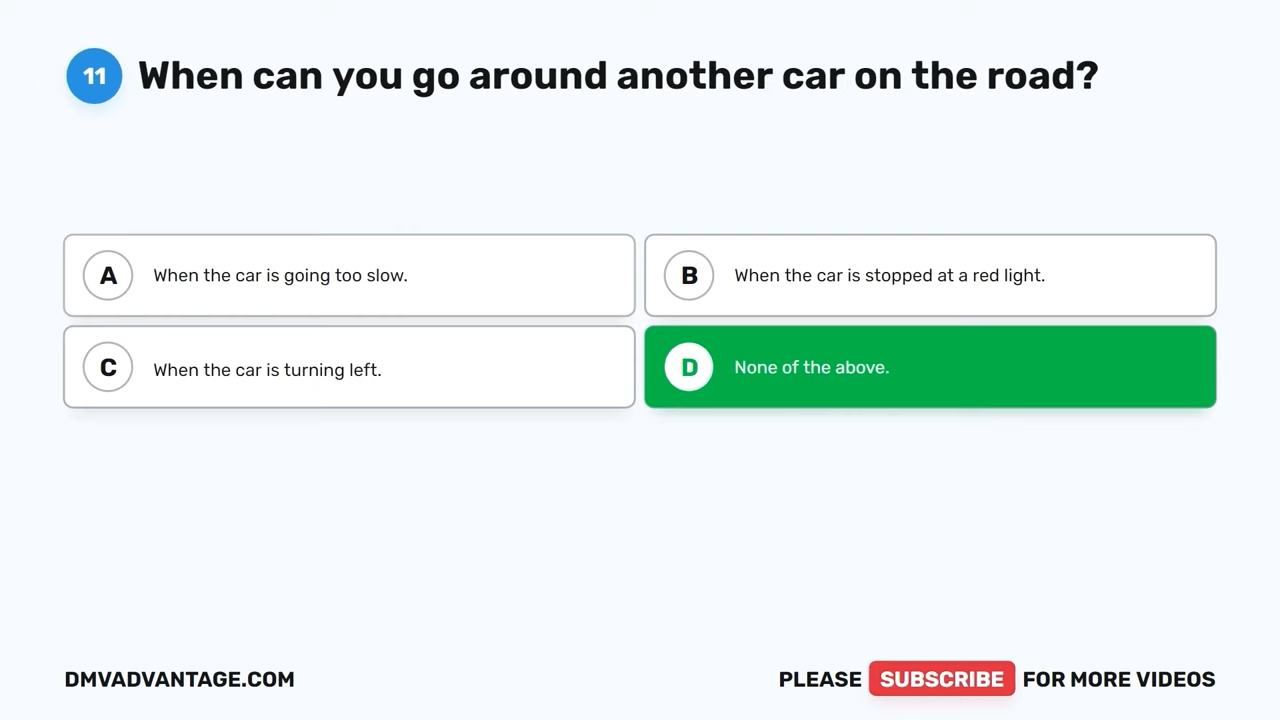 11 When can you go around another car on the road?
A When the car is going too slow.
B When the car is stopped at a red light.
C When the car is turning left.
D None of the above.
DMVADVANTAGE.COM
PLEASE SUBSCRIBE FOR MORE VIDEOS